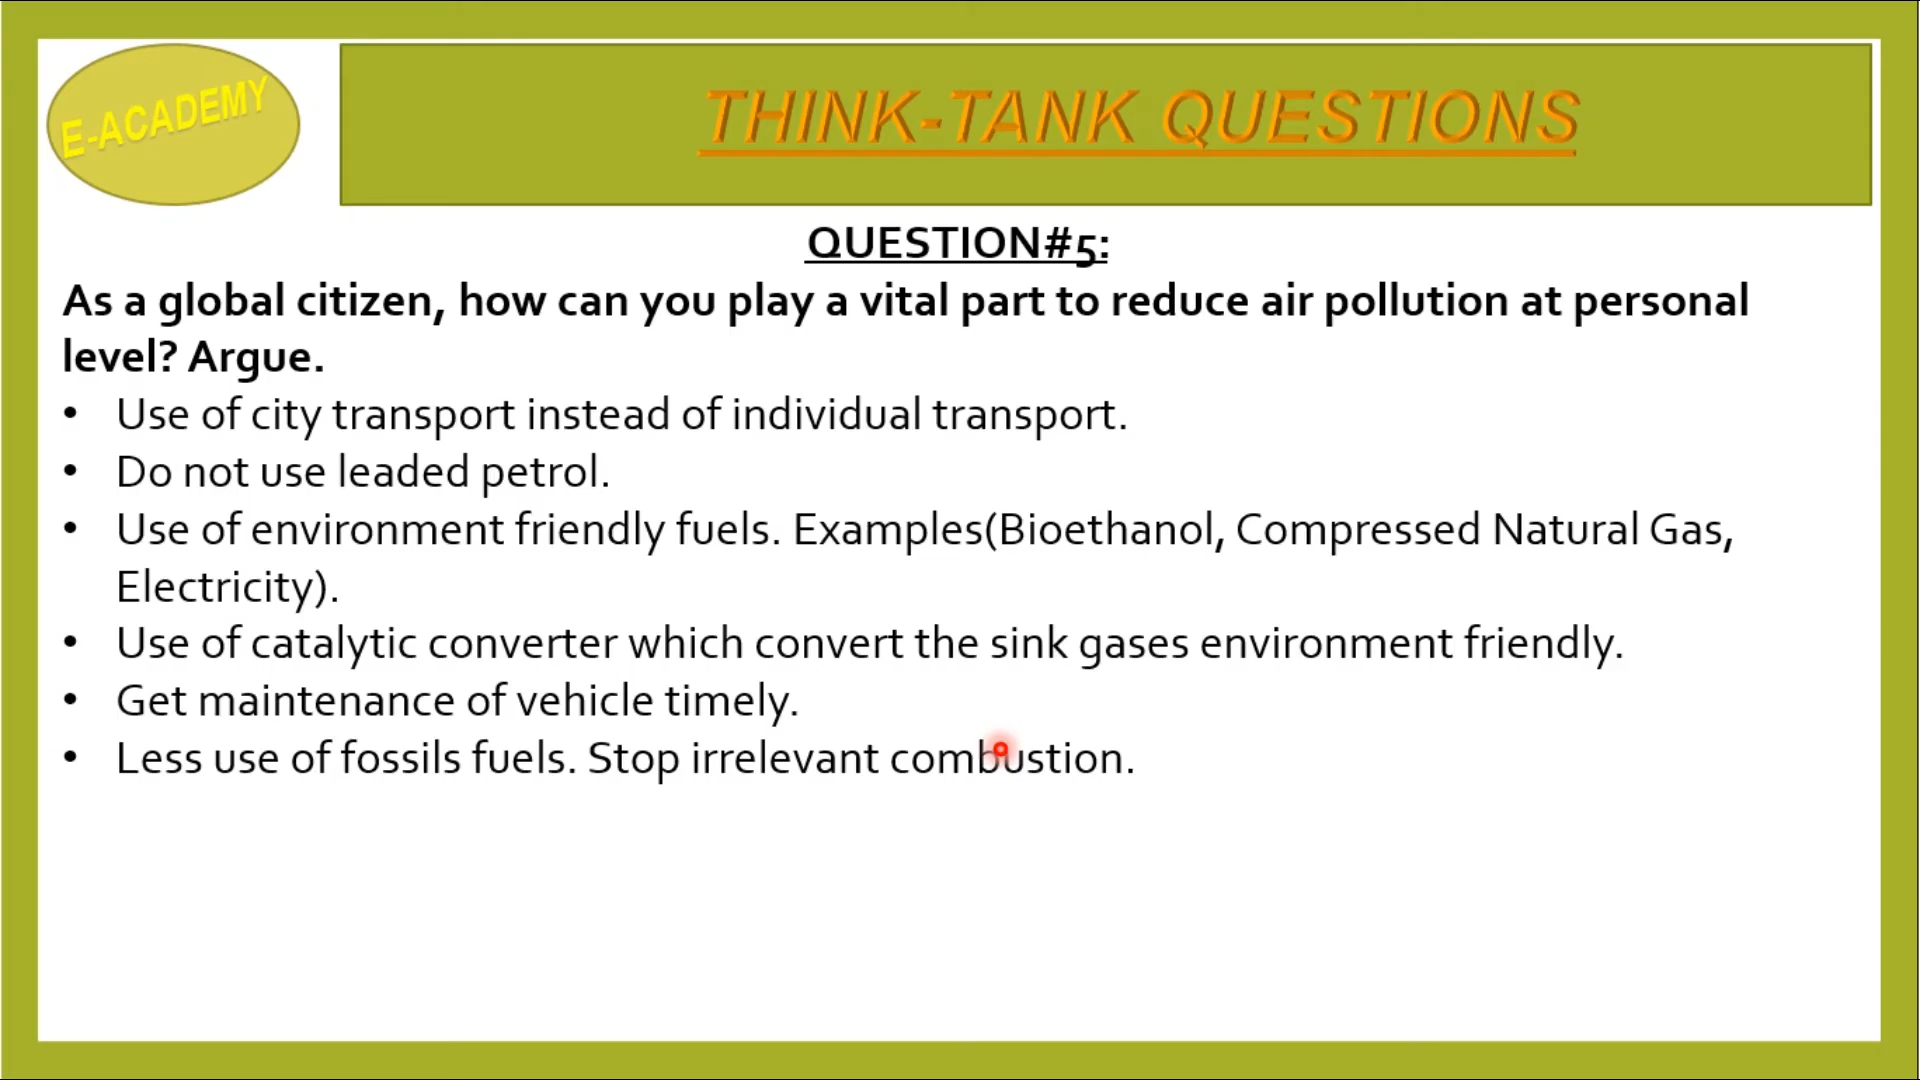 E-ACADEMY
THINK-TANK QUESTIONS
QUESTION#5:
As a global citizen, how can you play a vital part to reduce air pollution at personal
level? Argue.
• Use of city transport instead of individual transport.
• Do not use leaded petrol.
• Use of environment friendly fuels. Examples(Bioethanol, Compressed Natural Gas,
Electricity).
• Use of catalytic converter which convert the sink gases environment friendly.
• Get maintenance of vehicle timely.
• Less use of fossils fuels. Stop irrelevant combustion.